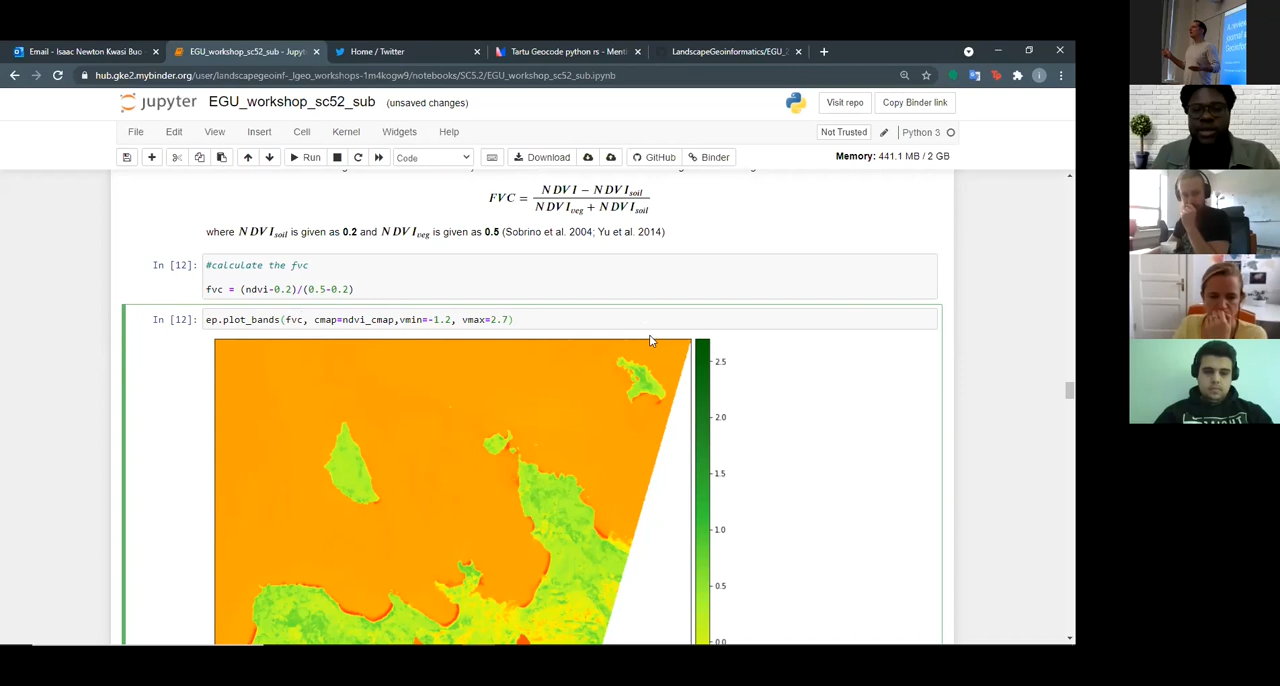 Email - Isaac Newton Kwasi Buo -
EGU_workshop_sc52_sub - Jupyt
Home / Twitter
Tartu Geocode python rs - Menti
LandscapeGeoinformatics/EGU_2
hub.gke2.mybinder.org/user/landscapegeoinf-_lgeo_workshops-1m4kogw9/notebooks/SC5.2/EGU_workshop_sc52_sub.ipynb
jupyter EGU_workshop_sc52_sub (unsaved changes)
Visit repo Copy Binder link
File Edit View Insert Cell Kernel Widgets Help
Not Trusted Python 3
Run Code Download GitHub Binder
Memory: 441.1 MB / 2 GB
FVC = (NDVI − NDVIsoil) / (NDVIveg + NDVIsoil)
where NDVIsoil is given as 0.2 and NDVIveg is given as 0.5 (Sobrino et al. 2004; Yu et al. 2014)
In [12]: #calculate the fvc
fvc = (ndvi-0.2)/(0.5-0.2)
In [12]: ep.plot_bands(fvc, cmap=ndvi_cmap,vmin=-1.2, vmax=2.7)
2.5
2.0
1.5
1.0
0.5
0.0